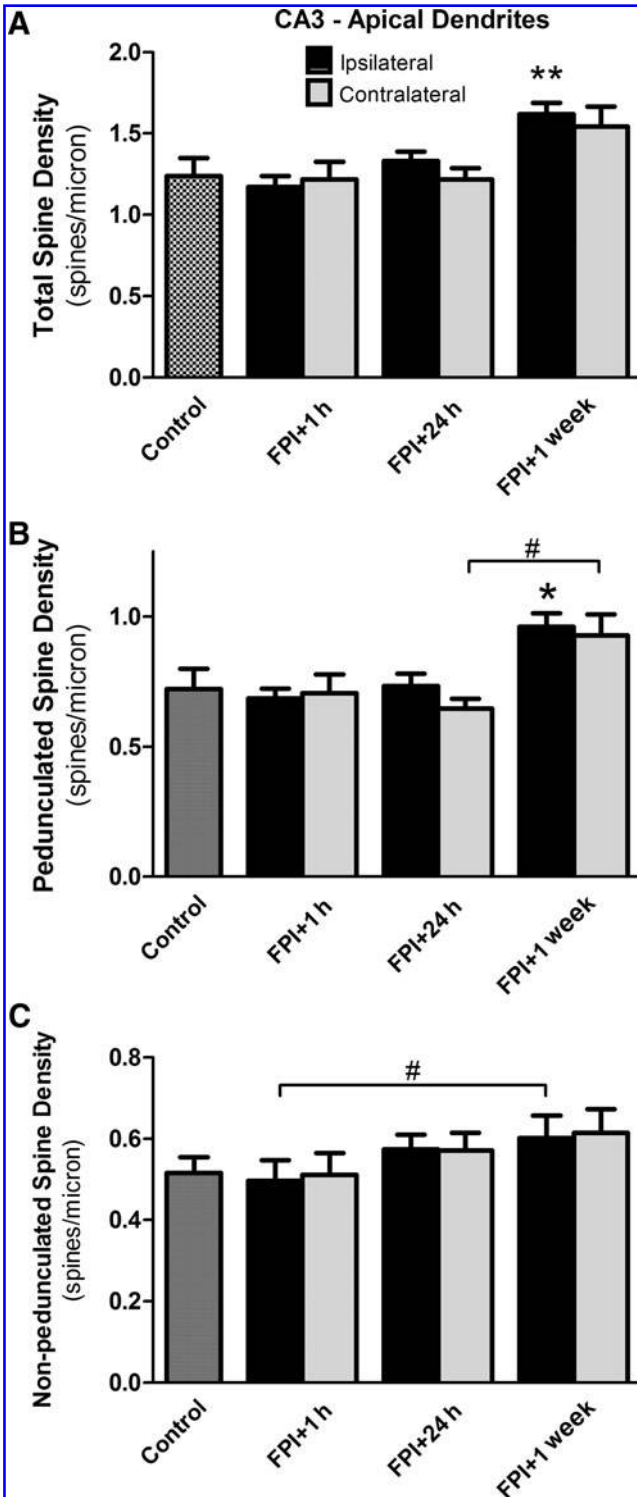 A
CA3 - Apical Dendrites
Ipsilateral
Contralateral
**
Total Spine Density
(spines/micron)
2.0
1.5
1.0
0.5
0.0
Control
FPI+1 h
FPI+24 h
FPI+1 week
B
#
*
Pedunculated Spine Density
(spines/micron)
1.0
0.5
0.0
Control
FPI+1 h
FPI+24 h
FPI+1 week
C
#
Non-pedunculated Spine Density
(spines/micron)
0.8
0.6
0.4
0.2
0.0
Control
FPI+1 h
FPI+24 h
FPI+1 week